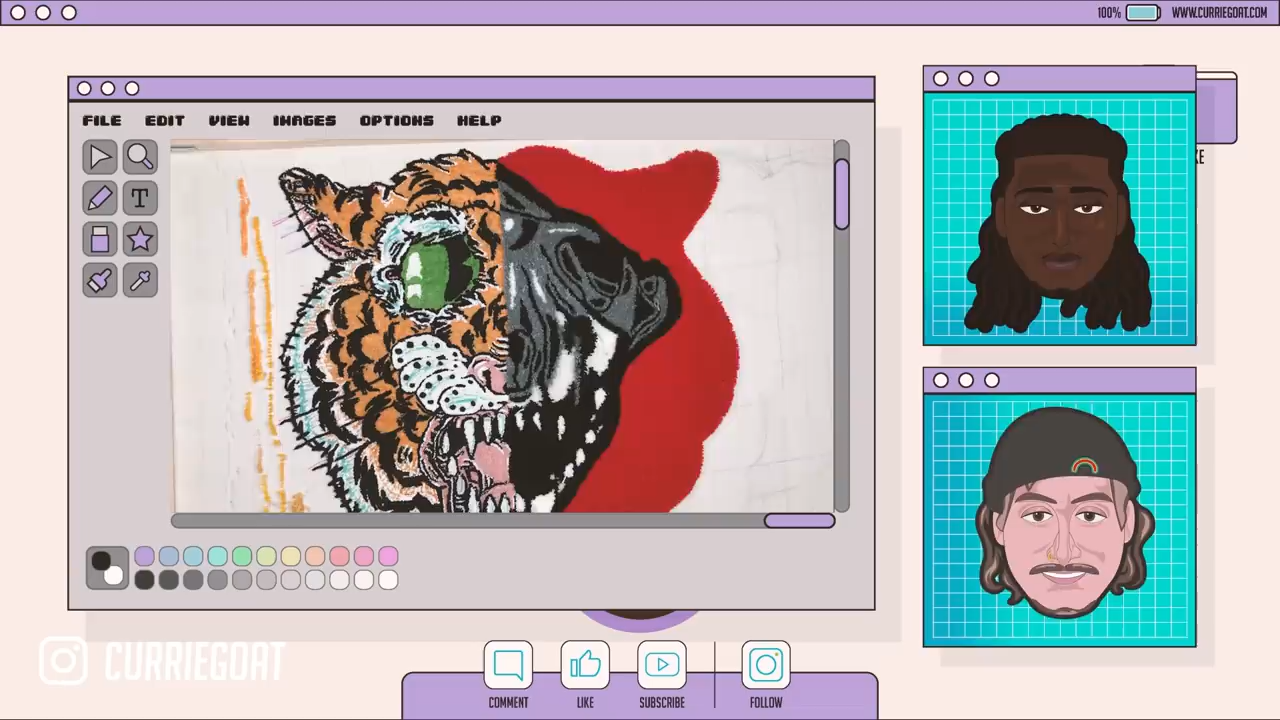 100% WWW.CURRIEGOAT.COM
FILE EDIT VIEW IMAGES OPTIONS HELP
T
CURRIEGOAT
COMMENT LIKE SUBSCRIBE FOLLOW